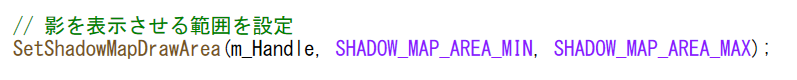 // 影を表示させる範囲を設定
SetShadowMapDrawArea(m_Handle, SHADOW_MAP_AREA_MIN, SHADOW_MAP_AREA_MAX);